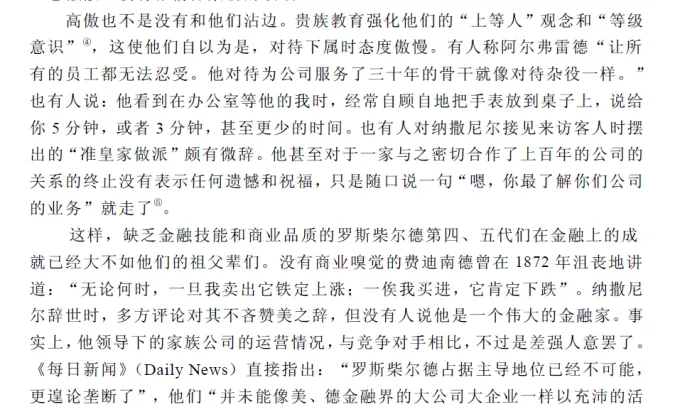 高傲也不是没有和他们沾边。贵族教育强化他们的“上等人”观念和“等级
意识”④，这使他们自以为是，对待下属时态度傲慢。有人称阿尔弗雷德“让所
有的员工都无法忍受。他对待为公司服务了三十年的骨干就像对待杂役一样。”
也有人说：他看到在办公室等他的我时，经常自顾自地把手表放到桌子上，说给
你 5 分钟，或者 3 分钟，甚至更少的时间。也有人对纳撒尼尔接见来访客人时摆
出的“准皇家做派”颇有微辞。他甚至对于一家与之密切合作了上百年的公司的
关系的终止没有表示任何遗憾和祝福，只是随口说一句“嗯，你最了解你们公司
的业务”就走了⑤。
这样，缺乏金融技能和商业品质的罗斯柴尔德第四、五代们在金融上的成
就已经大不如他们的祖父辈们。没有商业嗅觉的费迪南德曾在 1872 年沮丧地讲
道：“无论何时，一旦我卖出它铁定上涨；一俟我买进，它肯定下跌”。纳撒尼
尔辞世时，多方评论对其不吝赞美之辞，但没有人说他是一个伟大的金融家。事
实上，他领导下的家族公司的运营情况，与竞争对手相比，不过是差强人意罢了。
《每日新闻》（Daily News）直接指出：“罗斯柴尔德占据主导地位已经不可能，
更遑论垄断了”，他们“并未能像美、德金融界的大公司大企业一样以充沛的活